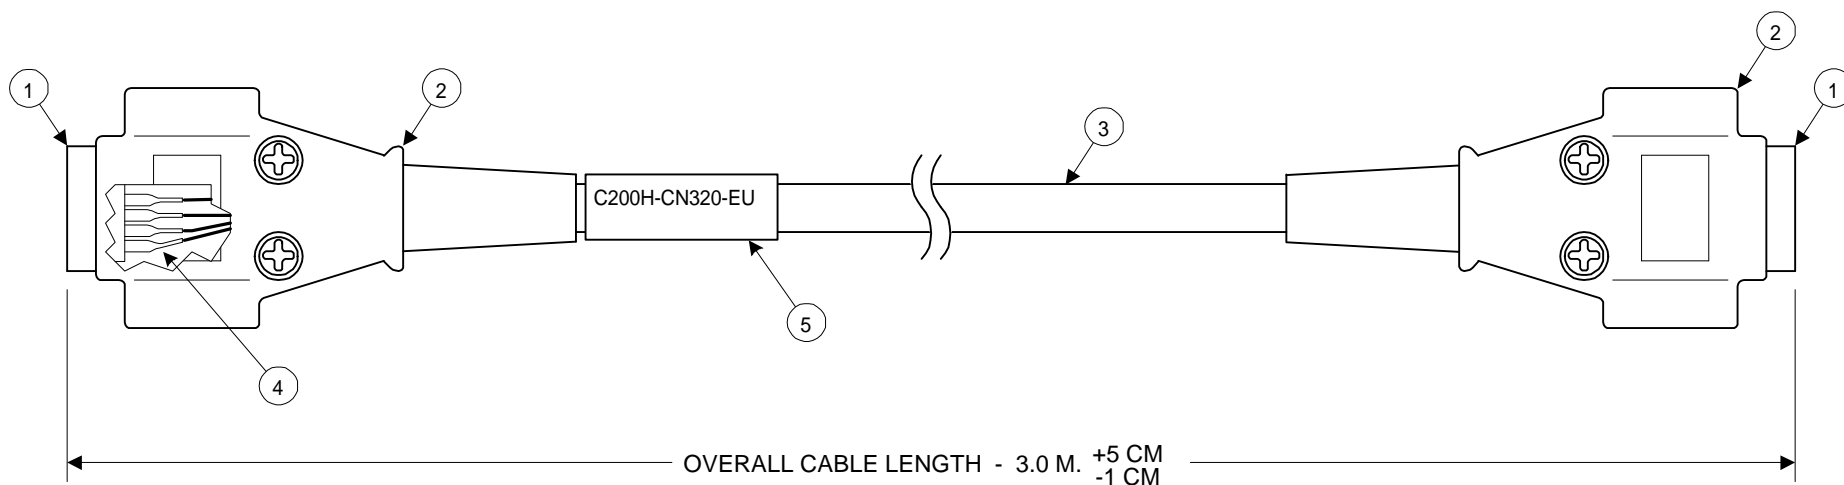 2
1
2
1
3
C200H-CN320-EU
5
4
OVERALL CABLE LENGTH - 3.0 M. +5 CM
-1 CM